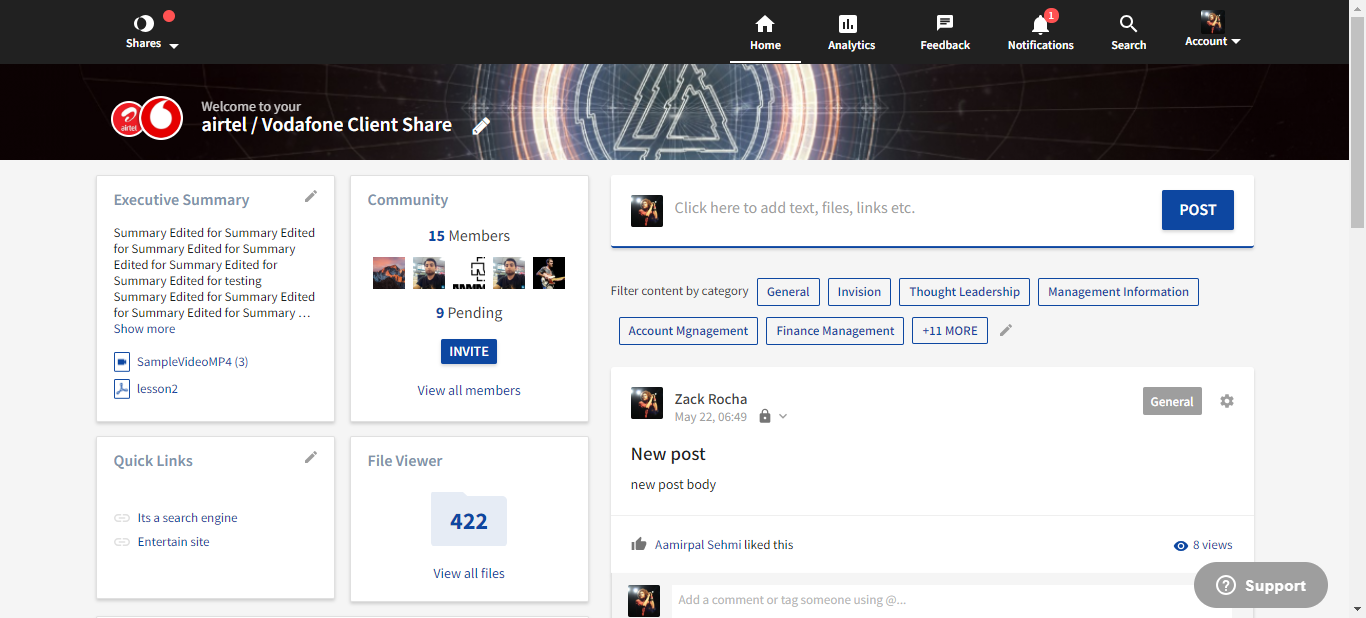 Shares
Home
Analytics
Feedback
1
Notifications
Search
Account
airtel
Welcome to your
airtel / Vodafone Client Share
Executive Summary
Summary Edited for Summary Edited
for Summary Edited for Summary
Edited for Summary Edited for
Summary Edited for testing
Summary Edited for Summary Edited
for Summary Edited for Summary …
Show more
SampleVideoMP4 (3)
lesson2
Community
15 Members
9 Pending
INVITE
View all members
Quick Links
Its a search engine
Entertain site
File Viewer
422
View all files
Click here to add text, files, links etc.
POST
Filter content by category
General
Invision
Thought Leadership
Management Information
Account Mgnagement
Finance Management
+11 MORE
Zack Rocha
May 22, 06:49
General
New post
new post body
Aamirpal Sehmi liked this
8 views
Add a comment or tag someone using @...
Support